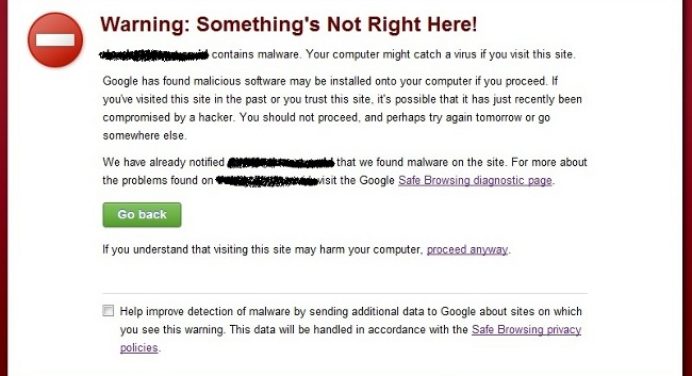 Warning: Something's Not Right Here!
contains malware. Your computer might catch a virus if you visit this site.
Google has found malicious software may be installed onto your computer if you proceed. If
you've visited this site in the past or you trust this site, it's possible that it has just recently been
compromised by a hacker. You should not proceed, and perhaps try again tomorrow or go
somewhere else.
We have already notified that we found malware on the site. For more about
the problems found on visit the Google Safe Browsing diagnostic page.
Go back
If you understand that visiting this site may harm your computer, proceed anyway.
Help improve detection of malware by sending additional data to Google about sites on which
you see this warning. This data will be handled in accordance with the Safe Browsing privacy
policies.